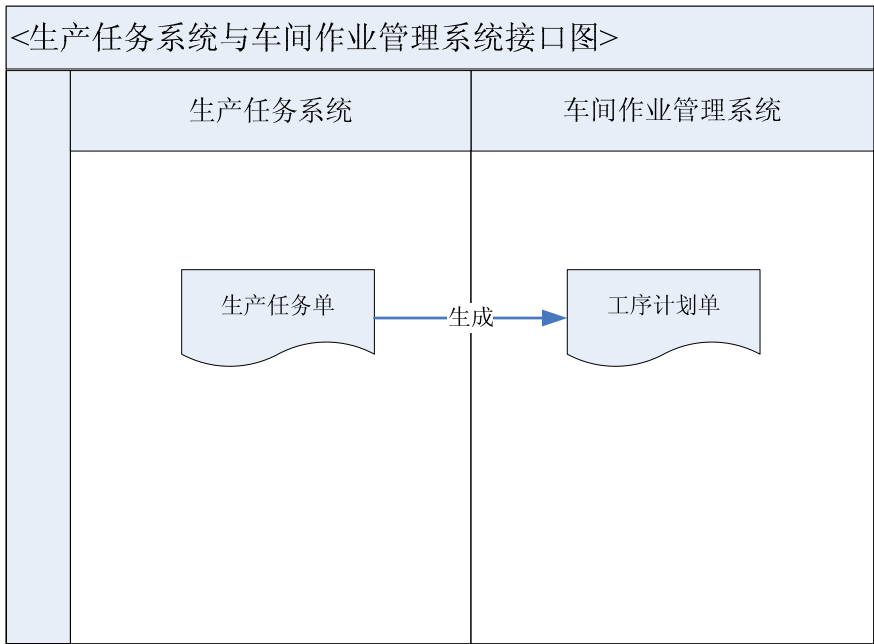 <生产任务系统与车间作业管理系统接口图>
生产任务系统
车间作业管理系统
生产任务单
生成
工序计划单